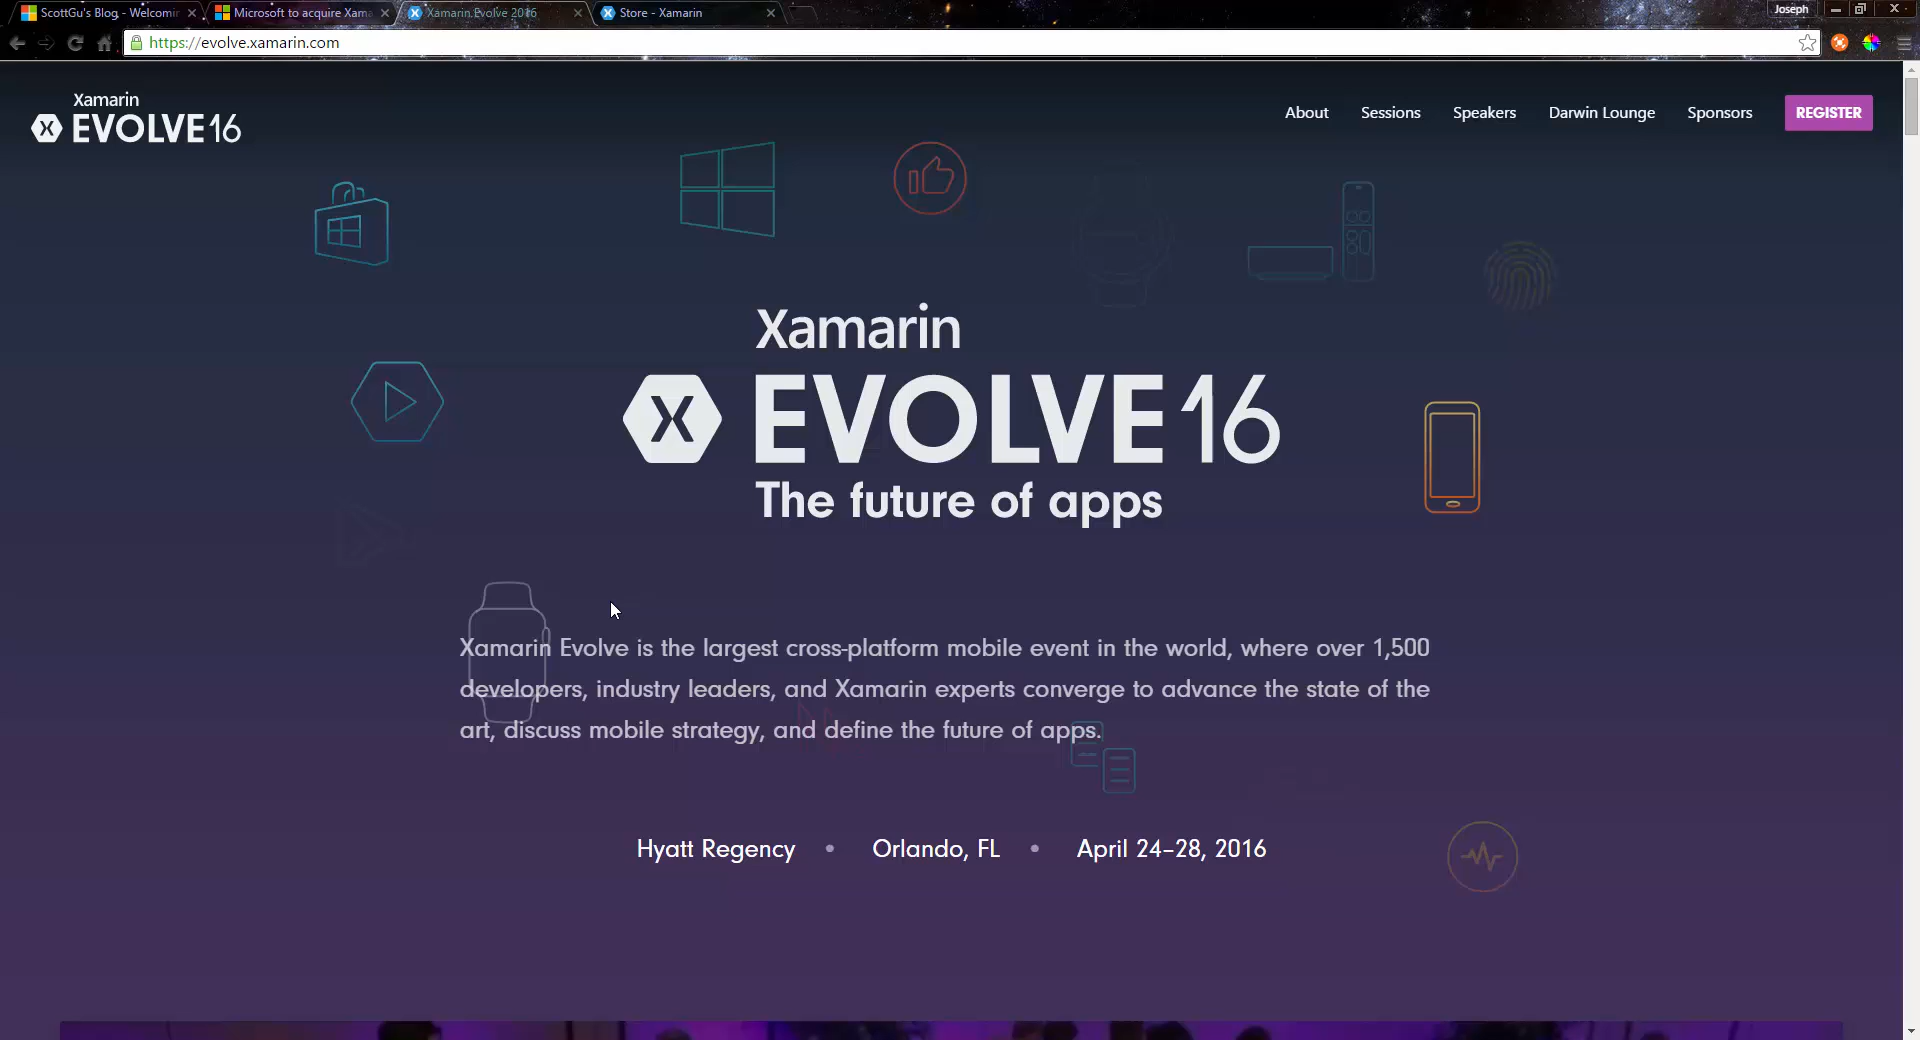 ScottGu's Blog - Welcomin
Microsoft to acquire Xama
Xamarin Evolve 2016
Store - Xamarin
Joseph
https://evolve.xamarin.com
Xamarin
X EVOLVE16
About
Sessions
Speakers
Darwin Lounge
Sponsors
REGISTER
Xamarin
X EVOLVE16
The future of apps
Xamarin Evolve is the largest cross-platform mobile event in the world, where over 1,500
developers, industry leaders, and Xamarin experts converge to advance the state of the
art, discuss mobile strategy, and define the future of apps.
Hyatt Regency • Orlando, FL • April 24–28, 2016